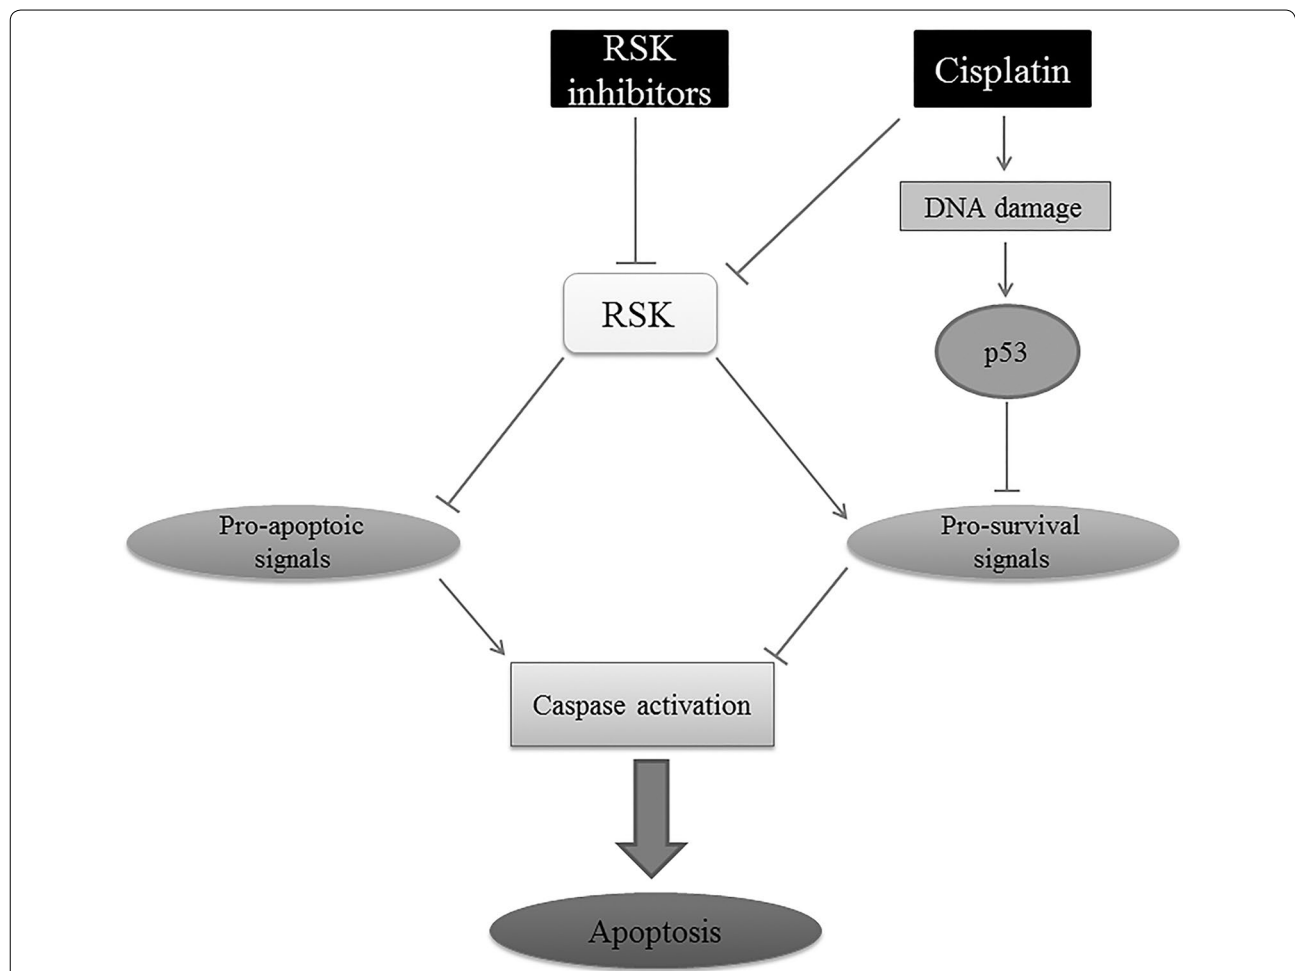 RSK
inhibitors
Cisplatin
DNA damage
RSK
p53
Pro-apoptoic
signals
Pro-survival
signals
Caspase activation
Apoptosis